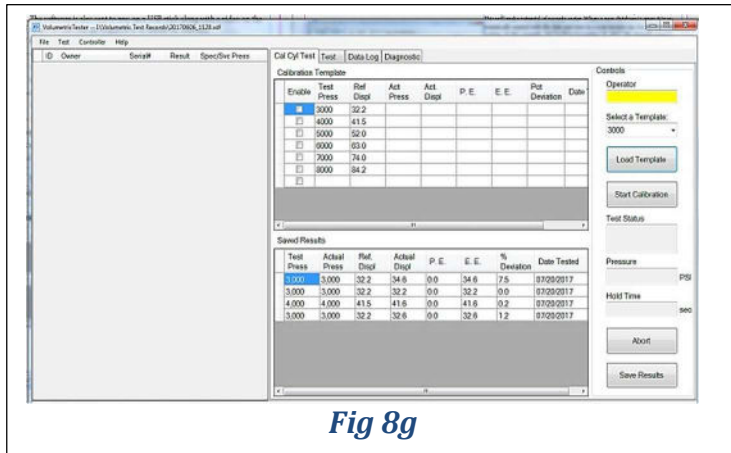 VolumetricTester -- D:\Volumetric Test Records\20170606_1128.vdf
File Test Controller Help
ID Owner Serial# Result Spec/Svc Press
Cal Cyl Test Test Data Log Diagnostic
Calibration Template
Enable Test Press Ref Displ Act Press Act. Displ P. E. E. E. Pct Deviation Date
3000 32.2
4000 41.5
5000 52.0
6000 63.0
7000 74.0
8000 84.2
Saved Results
Test Press Actual Press Ref. Displ Actual Displ P. E. E. E. % Deviation Date Tested
3,000 3,000 32.2 34.6 0.0 34.6 7.5 07/20/2017
3,000 3,000 32.2 32.2 0.0 32.2 0.0 07/20/2017
4,000 4,000 41.5 41.6 0.0 41.6 0.2 07/20/2017
3,000 3,000 32.2 32.6 0.0 32.6 1.2 07/20/2017
Controls
Operator
Select a Template:
3000
Load Template
Start Calibration
Test Status
Pressure
PSI
Hold Time
sec
Abort
Save Results
Fig 8g